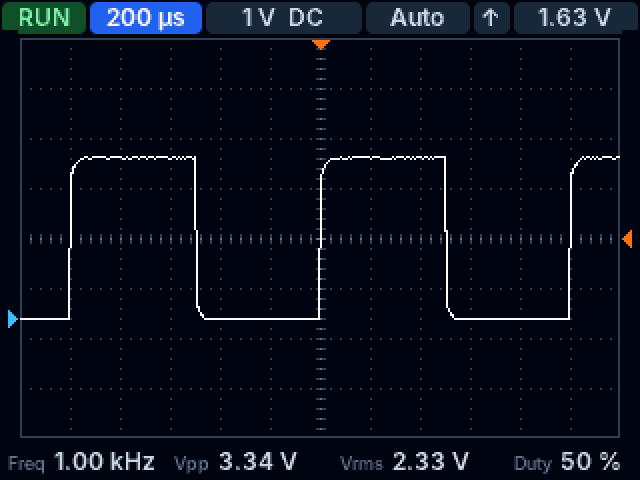 RUN 200 µs 1 V DC Auto ↑ 1.63 V
Freq 1.00 kHz Vpp 3.34 V Vrms 2.33 V Duty 50 %